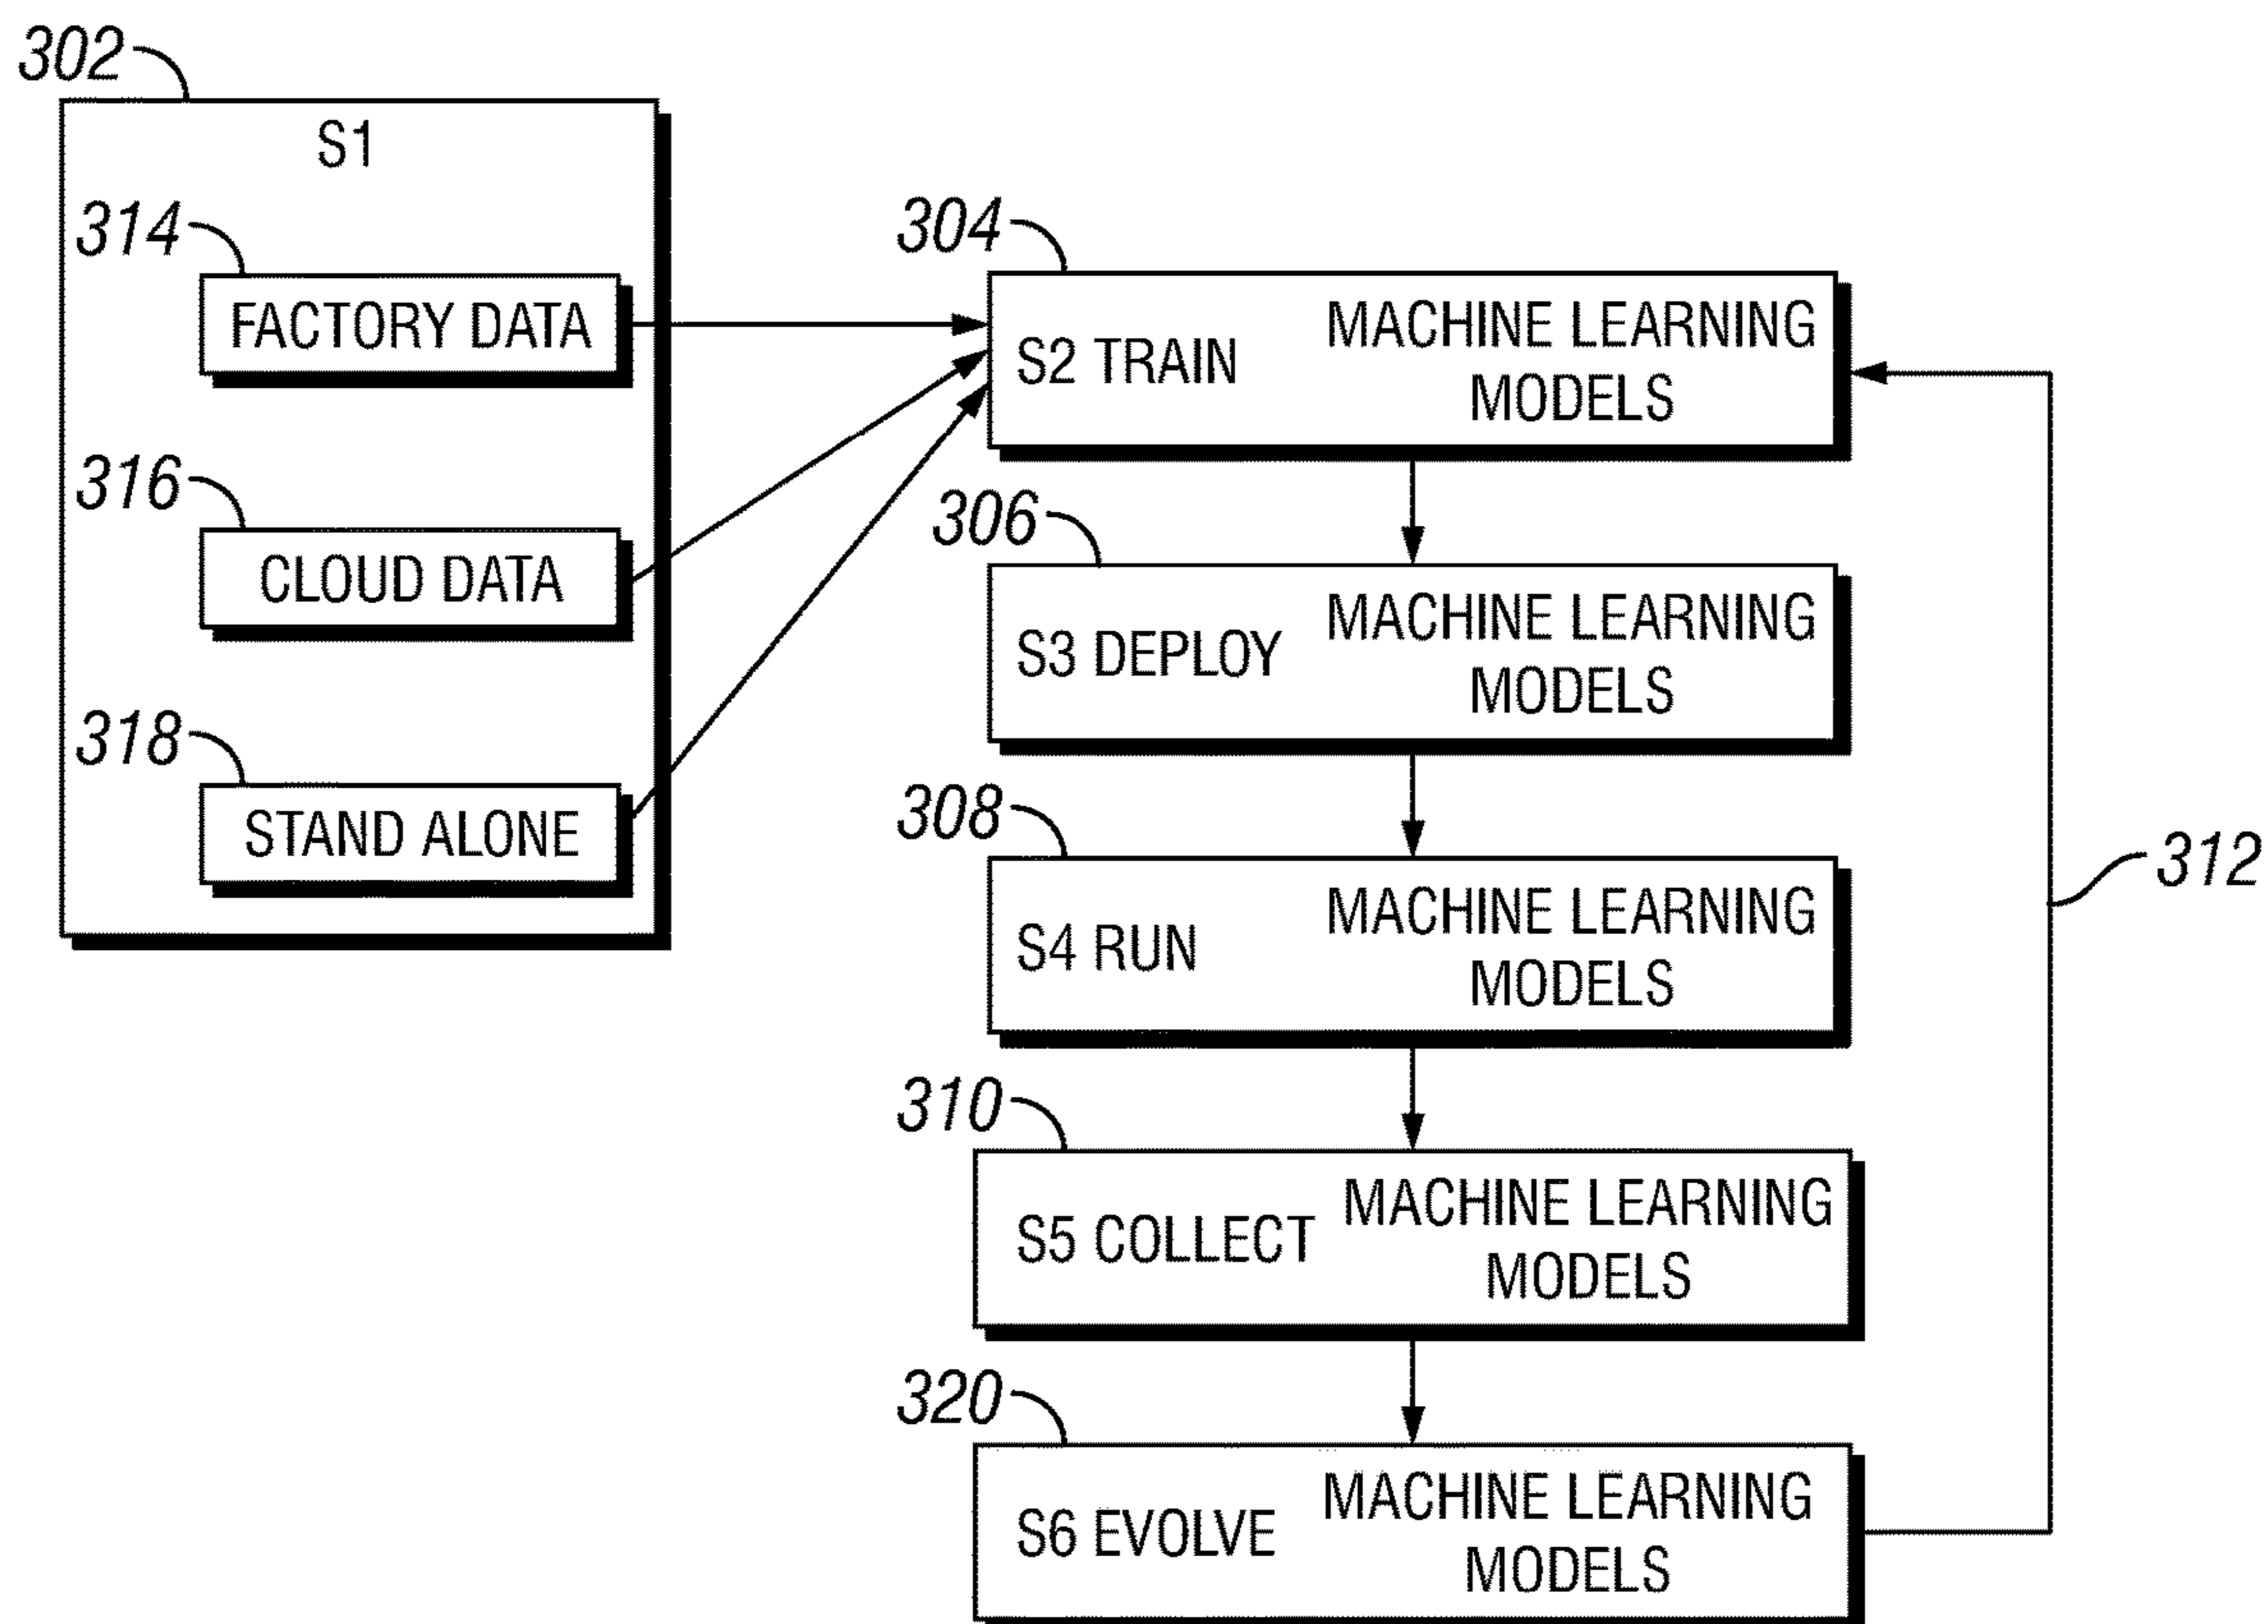 302
S1
314
FACTORY DATA
316
CLOUD DATA
318
STAND ALONE
304
S2 TRAIN
MACHINE LEARNING
MODELS
306
S3 DEPLOY
MACHINE LEARNING
MODELS
308
S4 RUN
MACHINE LEARNING
MODELS
310
S5 COLLECT
MACHINE LEARNING
MODELS
320
S6 EVOLVE
MACHINE LEARNING
MODELS
312